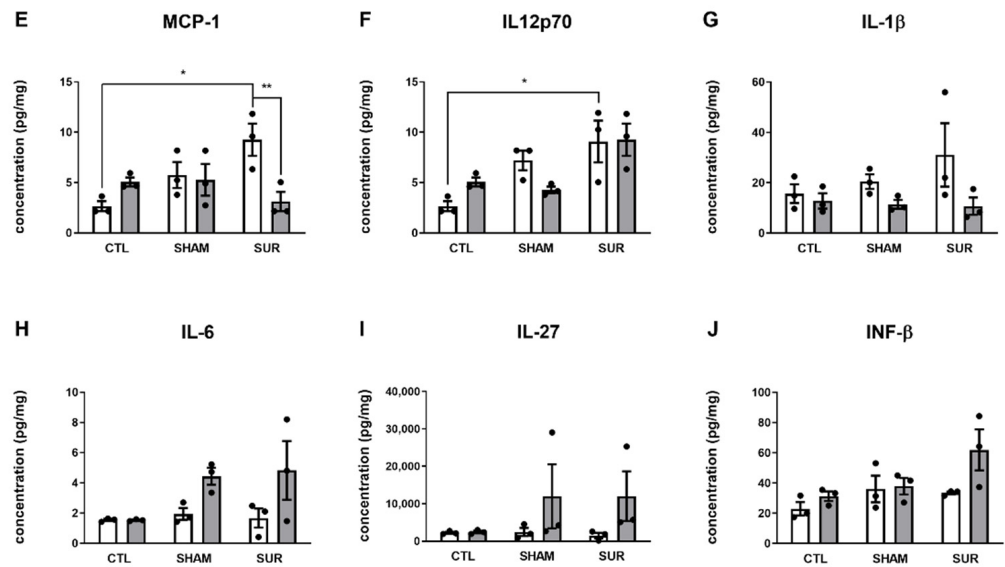 E MCP-1
concentration (pg/mg)
15
10
5
0
*
**
CTL SHAM SUR
F IL12p70
concentration (pg/mg)
15
10
5
0
*
CTL SHAM SUR
G IL-1β
concentration (pg/mg)
60
40
20
0
CTL SHAM SUR
H IL-6
concentration (pg/mg)
10
8
6
4
2
0
CTL SHAM SUR
I IL-27
concentration (pg/mg)
40,000
30,000
20,000
10,000
0
CTL SHAM SUR
J INF-β
concentration (pg/mg)
100
80
60
40
20
0
CTL SHAM SUR